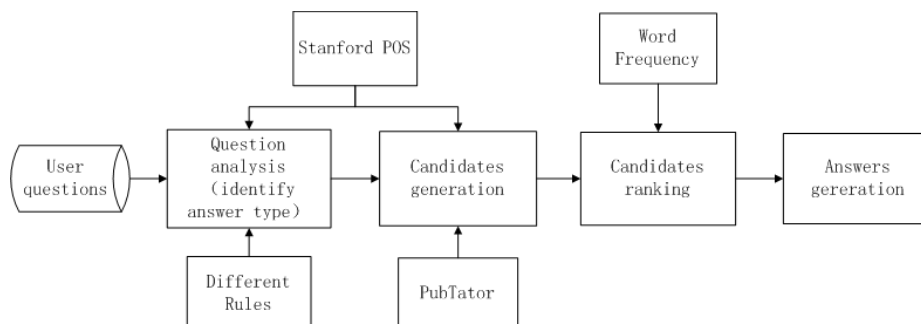 Stanford POS
Word
Frequency
User
questions
Question
analysis
(identify
answer type)
Candidates
generation
Candidates
ranking
Answers
gereration
Different
Rules
PubTator